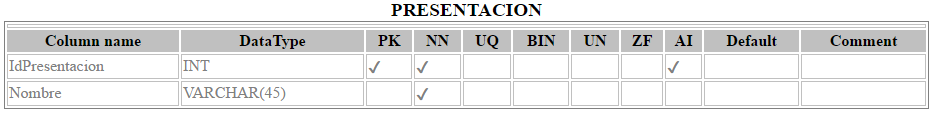 PRESENTACION
Column name DataType PK NN UQ BIN UN ZF AI Default Comment
IdPresentacion INT ✓ ✓ ✓
Nombre VARCHAR(45) ✓